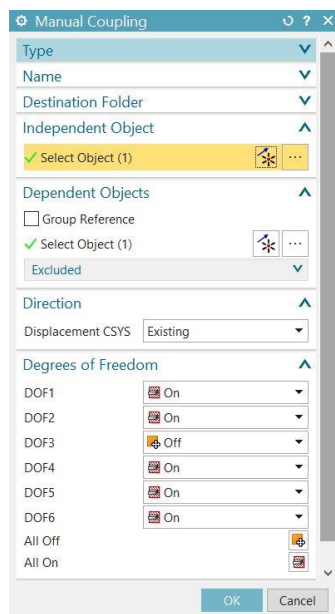 Manual Coupling
Type
Name
Destination Folder
Independent Object
Select Object (1)
Dependent Objects
Group Reference
Select Object (1)
Excluded
Direction
Displacement CSYS Existing
Degrees of Freedom
DOF1 On
DOF2 On
DOF3 Off
DOF4 On
DOF5 On
DOF6 On
All Off
All On
OK Cancel